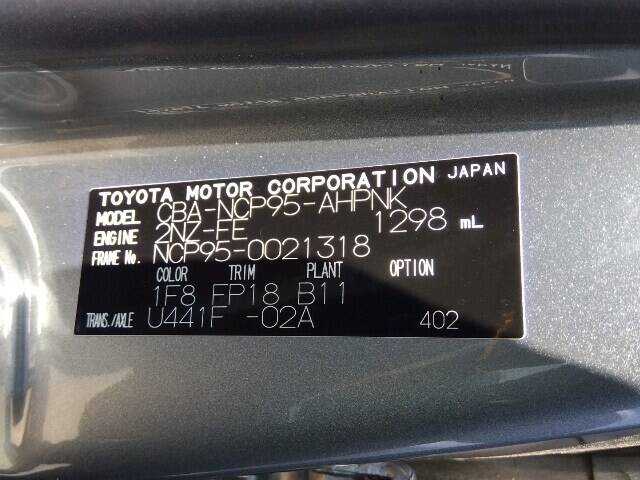 TOYOTA MOTOR CORPORATION JAPAN
MODEL CBA-NCP95-AHPNK
ENGINE 2NZ-FE 1298 mL
FRAME No. NCP95-0021318
COLOR TRIM PLANT OPTION
1F8 FP18 B11
TRANS./AXLE U441F -02A 402